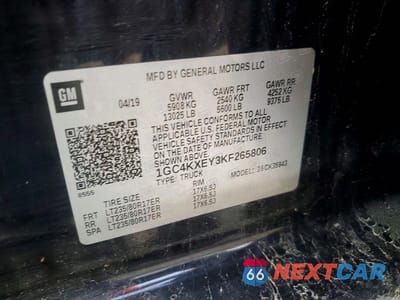 GM
MFD BY GENERAL MOTORS LLC
04/19
GVWR GAWR FRT GAWR RR
5908 KG 2540 KG 4252 KG
13025 LB 5600 LB 9375 LB
THIS VEHICLE CONFORMS TO ALL
APPLICABLE U.S. FEDERAL MOTOR
VEHICLE SAFETY STANDARDS IN
EFFECT ON THE DATE OF MANUFACTURE
SHOWN ABOVE.
1GC4KXEY3KF265806
TYPE: TRUCK
TIRE SIZE RIM
FRT LT235/80R17ER 17X6.5J
RR LT235/80R17ER 17X6.5J
SPA LT235/80R17ER 17X6.5J
66 NEXTCAR